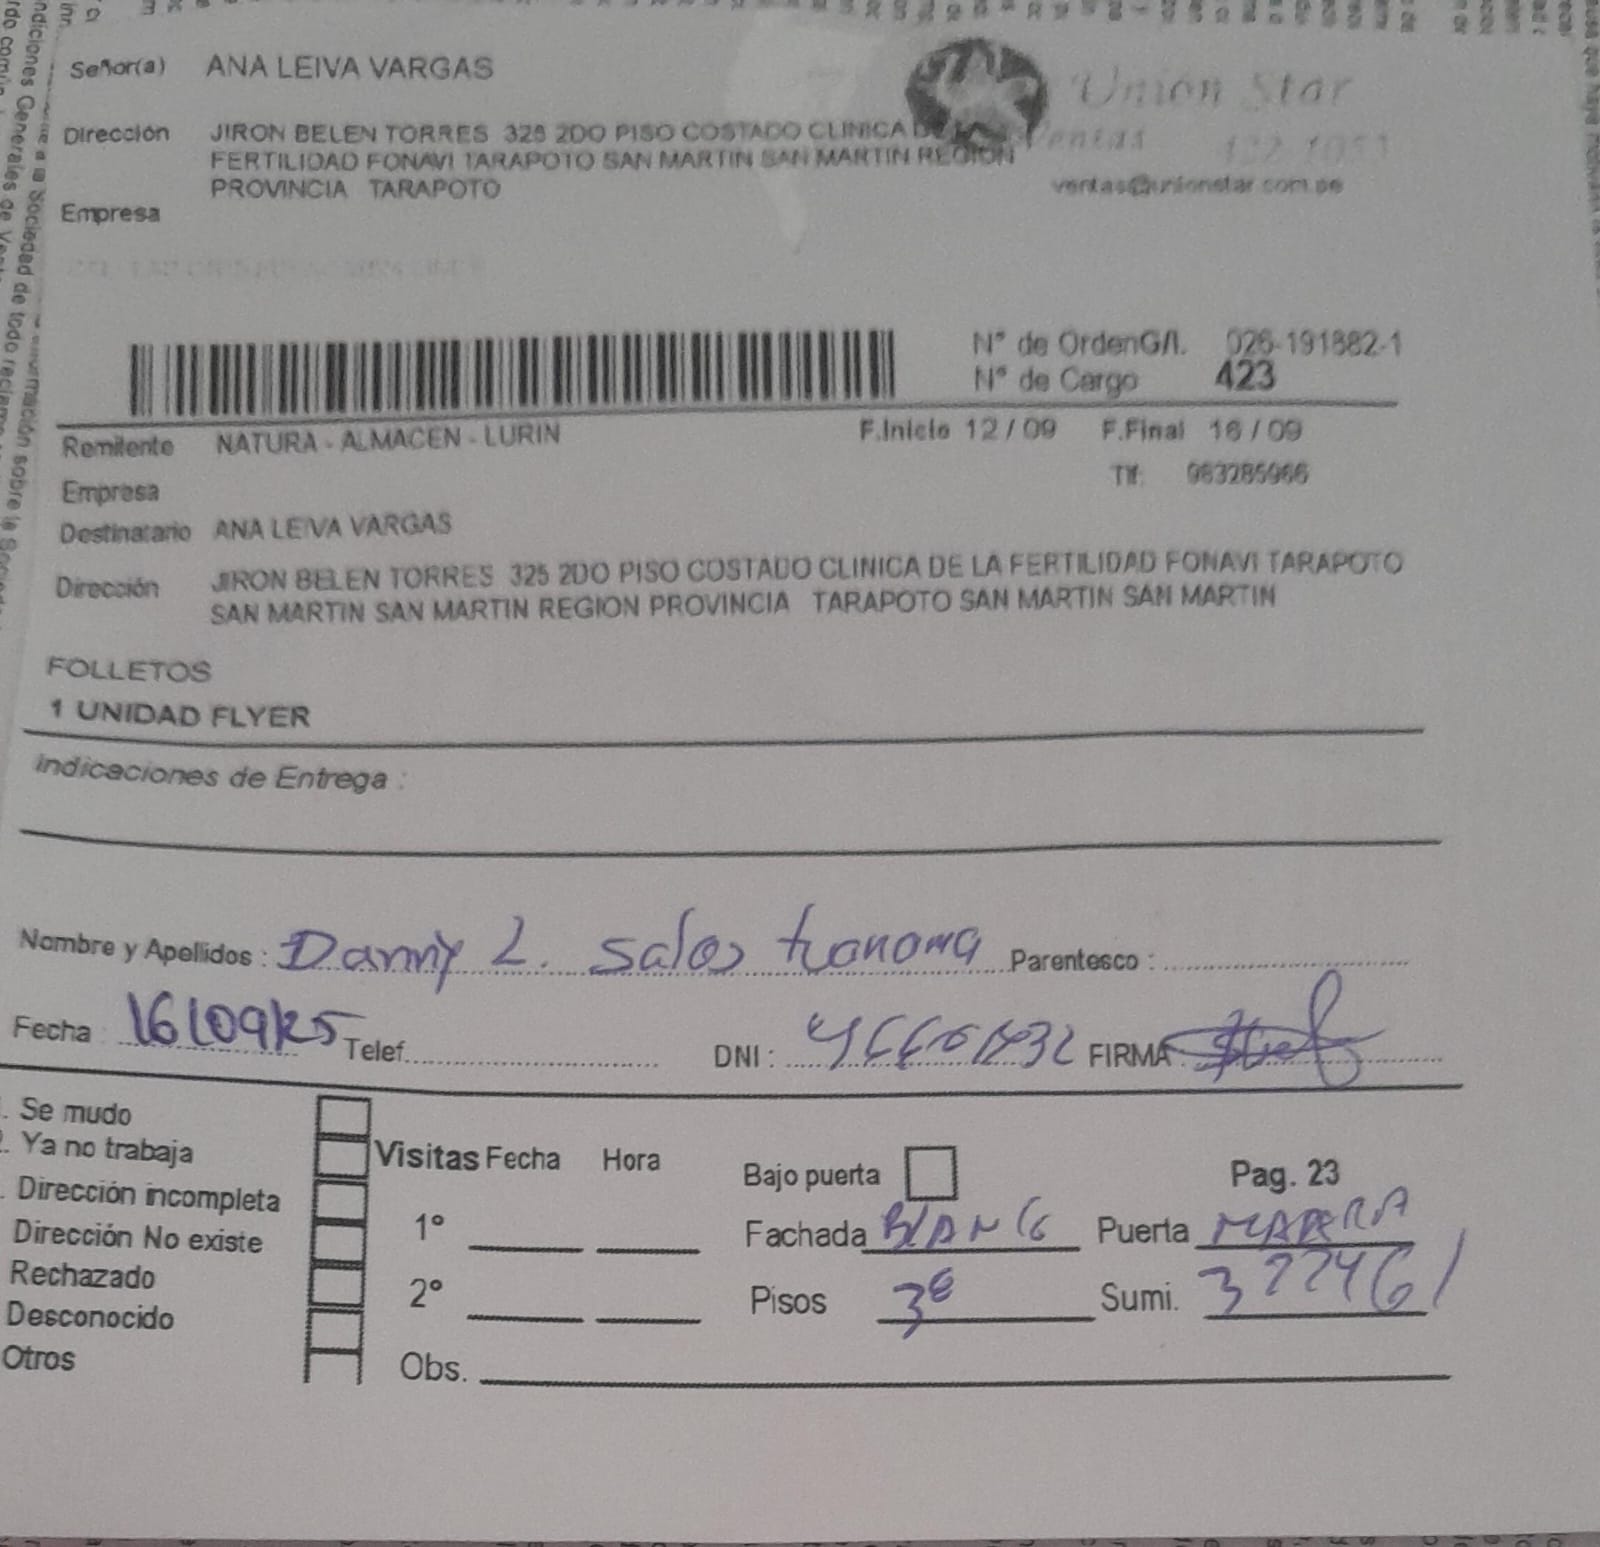 Señor(a) ANA LEIVA VARGAS
Union Star
Dirección JIRON BELEN TORRES 325 2DO PISO COSTADO CLINICA DE LA
Ventas
FERTILIDAD FONAVI TARAPOTO SAN MARTIN SAN MARTIN REGION
PROVINCIA TARAPOTO
ventas@unionstar.com.pe
Empresa
N° de OrdenG/I. 026-191882-1
N° de Cargo 423
Remitente NATURA - ALMACEN - LURIN F.Inicio 12 / 09 F.Final 16 / 09
Tlf: 983285966
Empresa
Destinatario ANA LEIVA VARGAS
Dirección JIRON BELEN TORRES 325 2DO PISO COSTADO CLINICA DE LA FERTILIDAD FONAVI TARAPOTO
SAN MARTIN SAN MARTIN REGION PROVINCIA TARAPOTO SAN MARTIN SAN MARTIN
FOLLETOS
1 UNIDAD FLYER
Indicaciones de Entrega :
Nombre y Apellidos : Danny L. Salas Parentesco :
Fecha 16/09/25 Telef. DNI : FIRMA
. Se mudo
. Ya no trabaja
. Dirección incompleta
Dirección No existe
Rechazado
Desconocido
Otros
Visitas Fecha Hora
1°
2°
Obs.
Bajo puerta Pag. 23
Fachada BLANCO Puerta MADERA
Pisos 3 Sumi. 322461